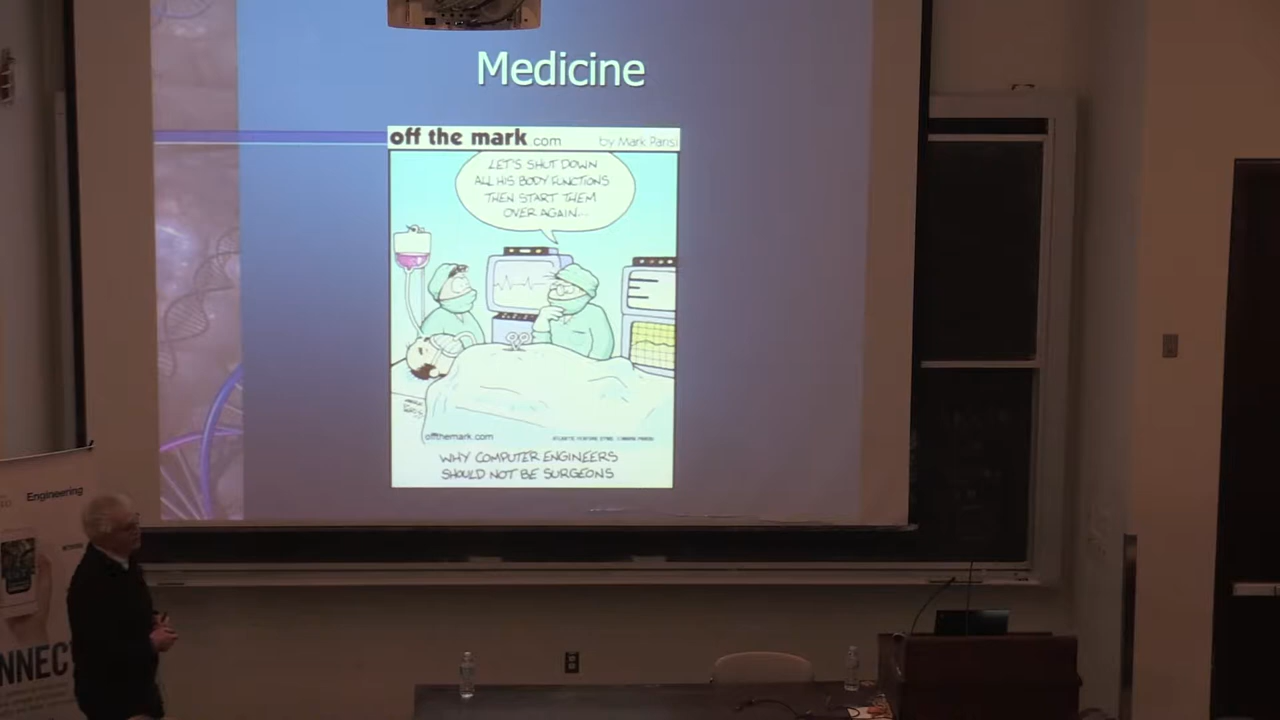 Medicine
off the mark.com by Mark Parisi
LET'S SHUT DOWN
ALL HIS BODY FUNCTIONS
THEN START THEM
OVER AGAIN...
offthemark.com
WHY COMPUTER ENGINEERS
SHOULD NOT BE SURGEONS
Engineering
NNEC